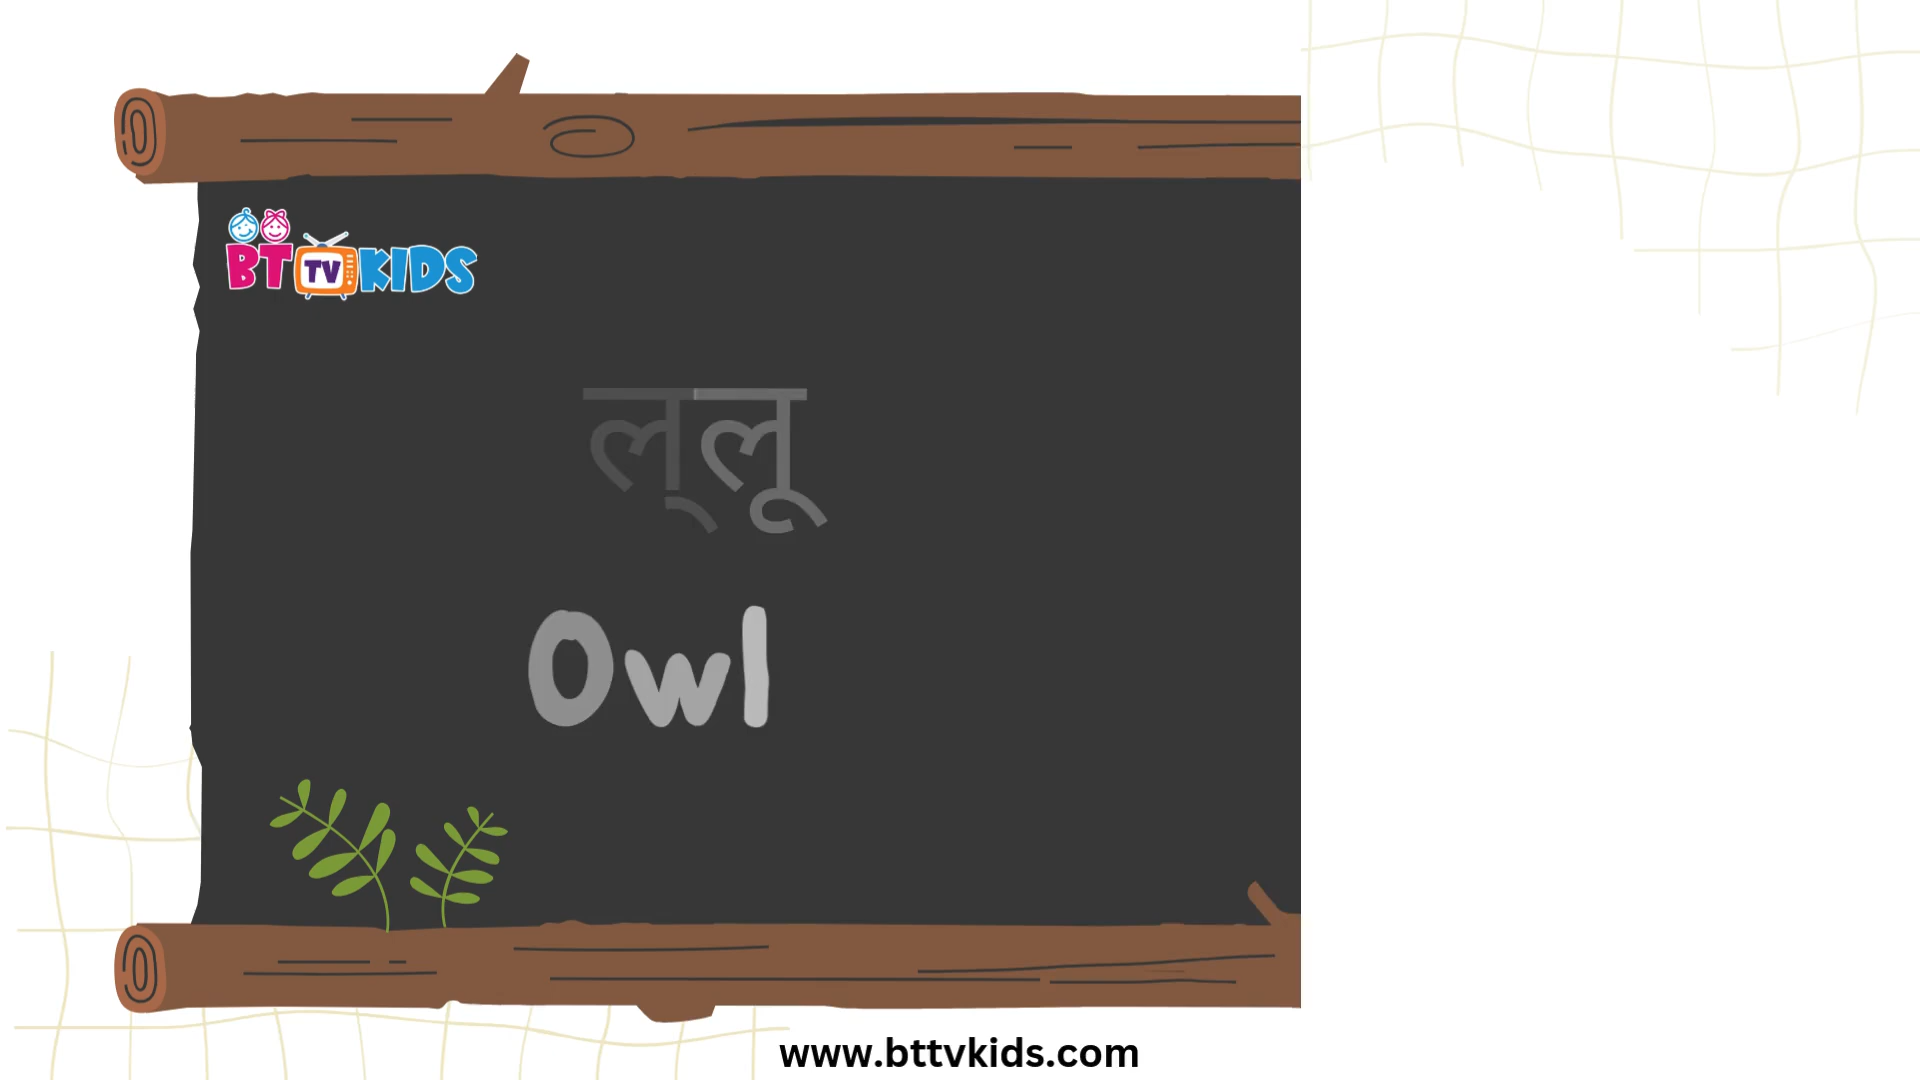 BT TV KIDS
ल्‌लू
Owl
www.bttvkids.com